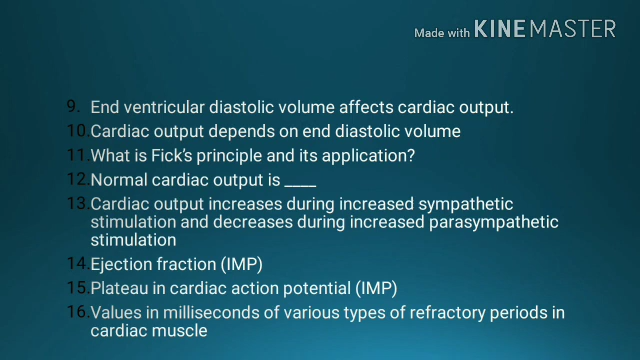 Made with KINEMASTER
9. End ventricular diastolic volume affects cardiac output.
10. Cardiac output depends on end diastolic volume
11. What is Fick's principle and its application?
12. Normal cardiac output is ____
13. Cardiac output increases during increased sympathetic
stimulation and decreases during increased parasympathetic
stimulation
14. Ejection fraction (IMP)
15. Plateau in cardiac action potential (IMP)
16. Values in milliseconds of various types of refractory periods in
cardiac muscle